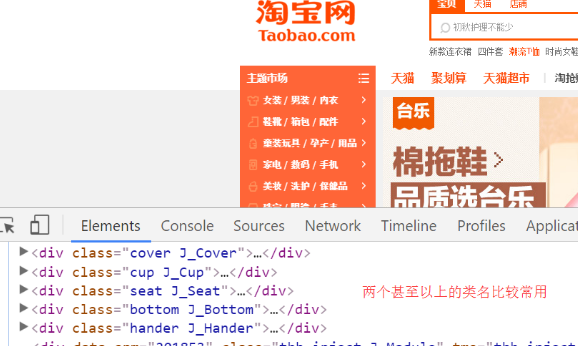 淘宝网
Taobao.com
宝贝 天猫 店铺
初秋护理不能少
新款连衣裙 四件套 潮流T恤 时尚女鞋
主题市场
天猫 聚划算 天猫超市 淘抢
女装 / 男装 / 内衣
鞋靴 / 箱包 / 配件
童装玩具 / 孕产 / 用品
家电 / 数码 / 手机
美妆 / 洗护 / 保健品
台乐
棉拖鞋
品质选台乐
Elements Console Sources Network Timeline Profiles Applicat
<div class="cover J_Cover">…</div>
<div class="cup J_Cup">…</div>
<div class="seat J_Seat">…</div>
<div class="bottom J_Bottom">…</div>
<div class="hander J_Hander">…</div>
两个甚至以上的类名比较常用